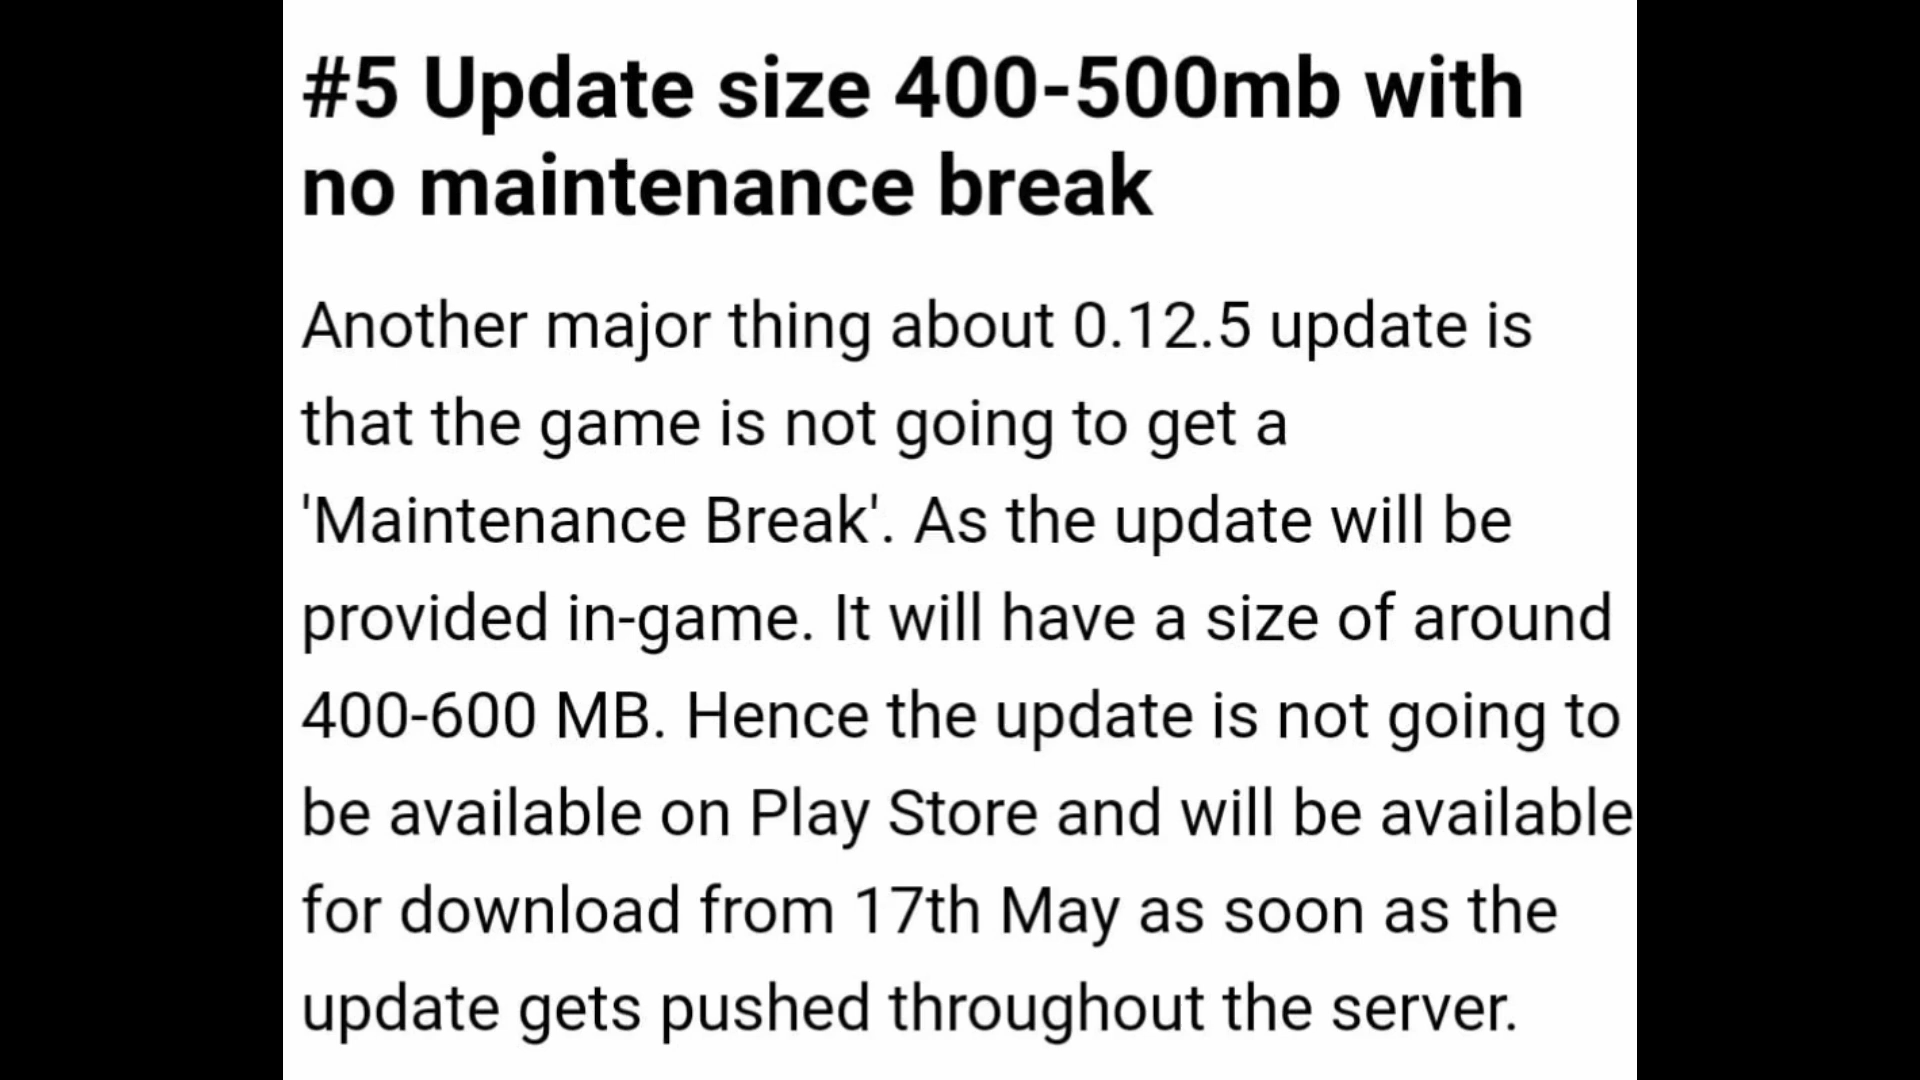 #5 Update size 400-500mb with
no maintenance break
Another major thing about 0.12.5 update is
that the game is not going to get a
'Maintenance Break'. As the update will be
provided in-game. It will have a size of around
400-600 MB. Hence the update is not going to
be available on Play Store and will be available
for download from 17th May as soon as the
update gets pushed throughout the server.